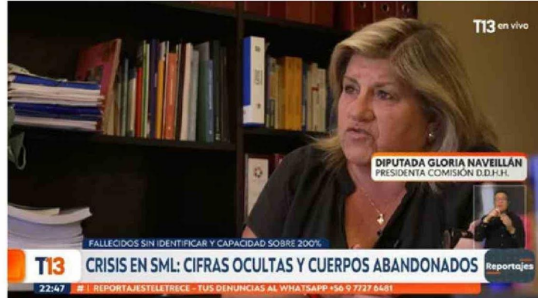 T13 en vivo
DIPUTADA GLORIA NAVEILLÁN
PRESIDENTA COMISIÓN D.D.H.H.
FALLECIDOS SIN IDENTIFICAR Y CAPACIDAD SOBRE 200%
T13
CRISIS EN SML: CIFRAS OCULTAS Y CUERPOS ABANDONADOS
Reportajes
22:47 # REPORTAJESTELETRECE - TUS DENUNCIAS AL WHATSAPP +56 9 7727 6481